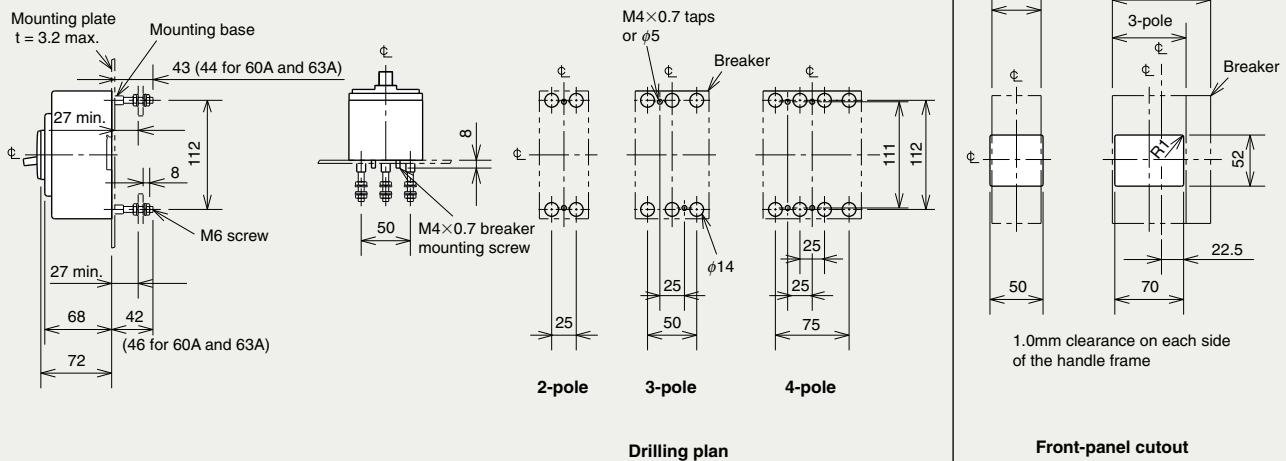 Mounting plate
t = 3.2 max.
Mounting base
43 (44 for 60A and 63A)
27 min.
112
8
M6 screw
27 min.
68
42
(46 for 60A and 63A)
72
℄
℄
8
50
M4×0.7 breaker
mounting screw
M4×0.7 taps
or φ5
Breaker
℄
℄
℄
℄
φ14
111
112
25
25
25
25
50
75
2-pole
3-pole
4-pole
Drilling plan
3-pole
℄
℄
℄
℄
Breaker
R1
52
22.5
50
70
1.0mm clearance on each side
of the handle frame
Front-panel cutout